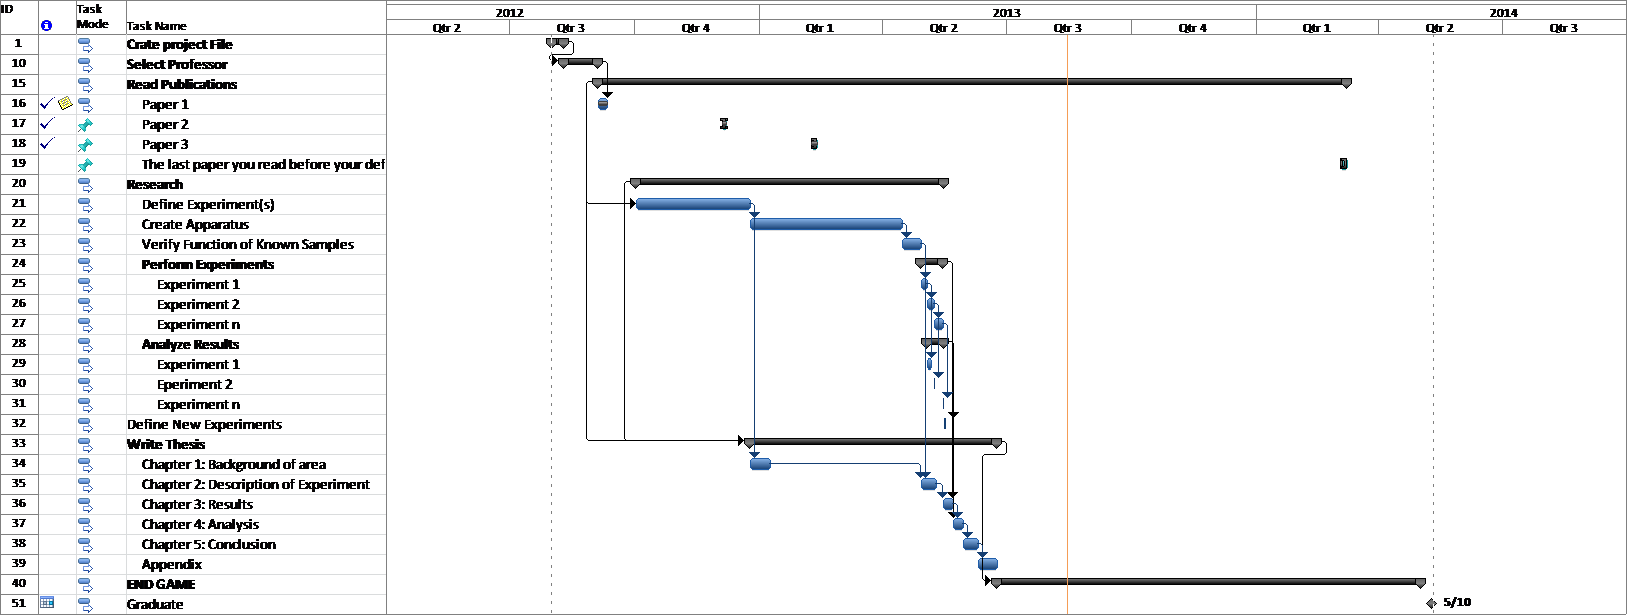 ID Task Mode Task Name 2012 2013 2014
Qtr 2 Qtr 3 Qtr 4 Qtr 1 Qtr 2 Qtr 3 Qtr 4 Qtr 1 Qtr 2 Qtr 3
1 Crate project File
10 Select Professor
15 Read Publications
16 Paper 1
17 Paper 2
18 Paper 3
19 The last paper you read before your def
20 Research
21 Define Experiment(s)
22 Create Apparatus
23 Verify Function of Known Samples
24 Perform Experiments
25 Experiment 1
26 Experiment 2
27 Experiment n
28 Analyze Results
29 Experiment 1
30 Eperiment 2
31 Experiment n
32 Define New Experiments
33 Write Thesis
34 Chapter 1: Background of area
35 Chapter 2: Description of Experiment
36 Chapter 3: Results
37 Chapter 4: Analysis
38 Chapter 5: Conclusion
39 Appendix
40 END GAME
51 Graduate 5/10